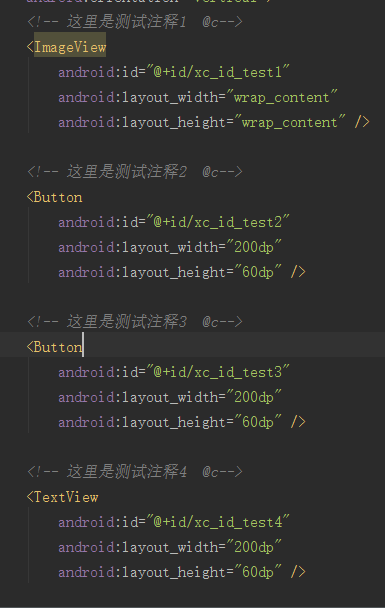 <!-- 这里是测试注释1  @c-->
<ImageView
android:id="@+id/xc_id_test1"
android:layout_width="wrap_content"
android:layout_height="wrap_content" />
<!-- 这里是测试注释2  @c-->
<Button
android:id="@+id/xc_id_test2"
android:layout_width="200dp"
android:layout_height="60dp" />
<!-- 这里是测试注释3  @c-->
<Button
android:id="@+id/xc_id_test3"
android:layout_width="200dp"
android:layout_height="60dp" />
<!-- 这里是测试注释4  @c-->
<TextView
android:id="@+id/xc_id_test4"
android:layout_width="200dp"
android:layout_height="60dp" />